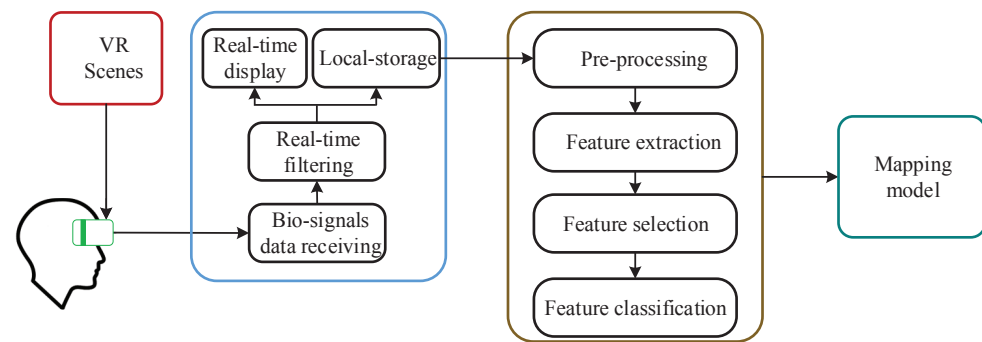 VR
Scenes
Real-time
display
Local-storage
Real-time
filtering
Bio-signals
data receiving
Pre-processing
Feature extraction
Feature selection
Feature classification
Mapping
model